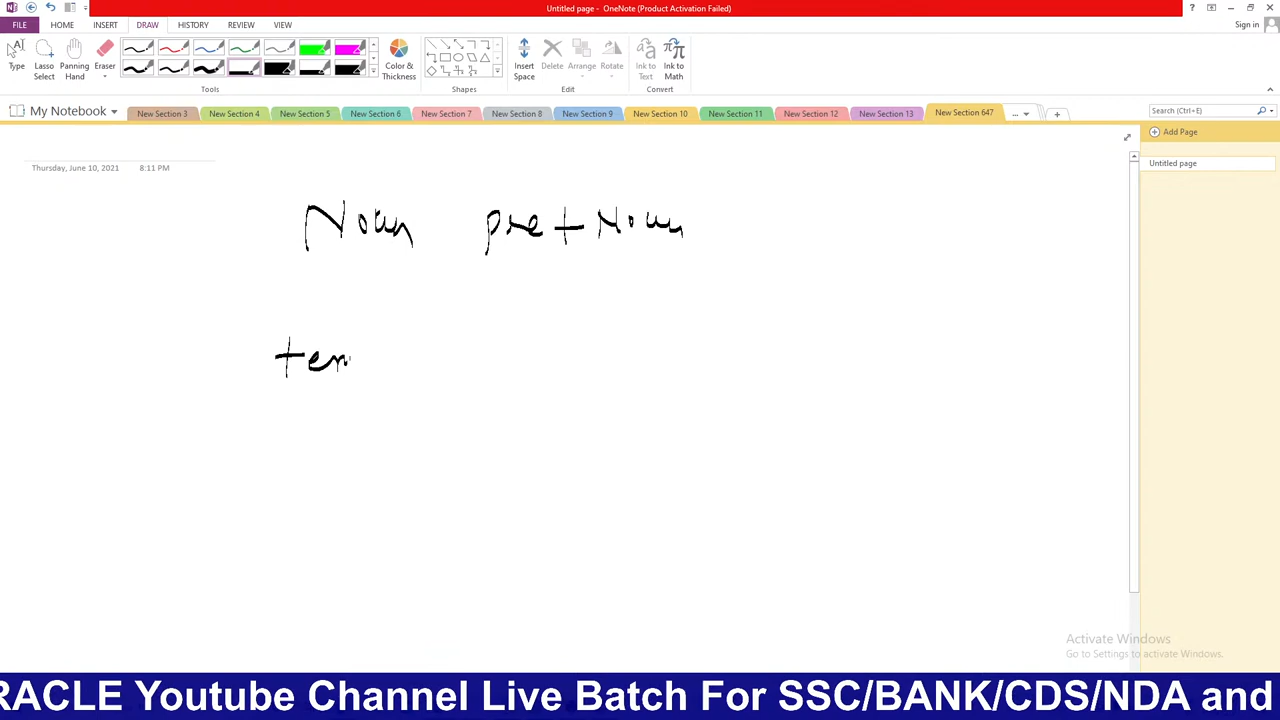 Untitled page - OneNote (Product Activation Failed)
FILE HOME INSERT DRAW HISTORY REVIEW VIEW Sign in
Type Lasso Select Panning Hand Eraser Color & Thickness Insert Space Delete Arrange Rotate Ink to Text Ink to Math
Tools Shapes Edit Convert
My Notebook New Section 3 New Section 4 New Section 5 New Section 6 New Section 7 New Section 8 New Section 9 New Section 10 New Section 11 New Section 12 New Section 13 New Section 647 ... Search (Ctrl+E)
Add Page
Untitled page
Thursday, June 10, 2021 8:11 PM
Noun pre + Noun
ten
Activate Windows
Go to Settings to activate Windows.
RACLE Youtube Channel Live Batch For SSC/BANK/CDS/NDA and